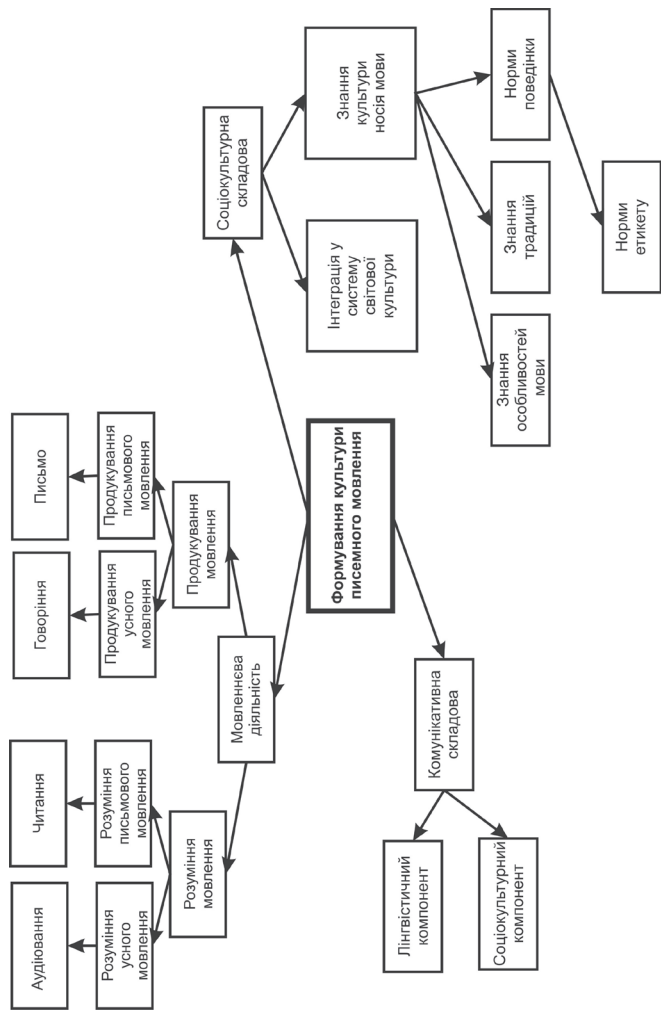 Аудіювання
Читання
Говоріння
Письмо
Розуміння
усного
мовлення
Розуміння
письмового
мовлення
Продукування
усного
мовлення
Продукування
письмового
мовлення
Розуміння
мовлення
Продукування
мовлення
Мовленнєва
діяльність
Соціокультурна
складова
Формування культури
писемного мовлення
Інтеграція у
систему
світової
культури
Знання
культури
носія мови
Лінгвістичний
компонент
Комунікативна
складова
Соціокультурний
компонент
Знання
особливостей
мови
Знання
традицій
Норми
поведінки
Норми
етикету